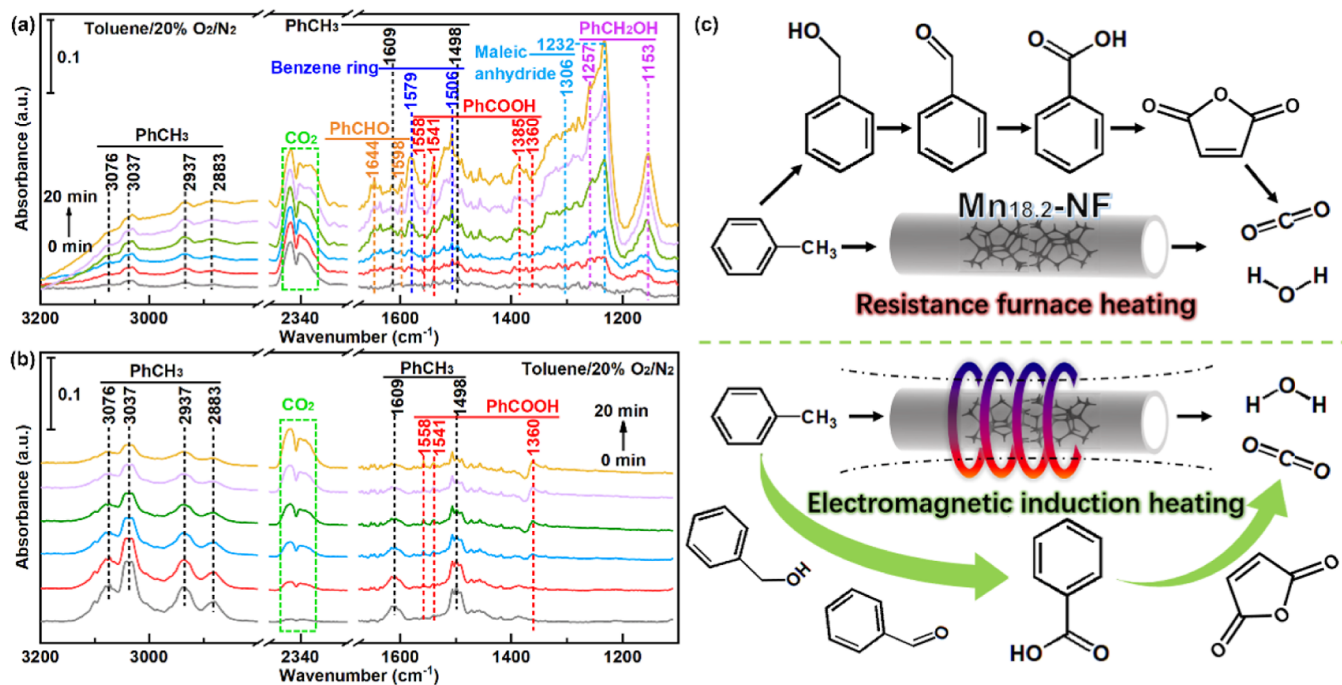 (a)
Toluene/20% O₂/N₂
0.1
PhCH₃
1609
1498
Benzene ring
1579
1506
PhCHO
1644
1598
PhCOOH
1558
1541
1385
1360
Maleic
anhydride
1232
1306
PhCH₂OH
1257
1153
PhCH₃
3076
3037
2937
2883
CO₂
20 min
0 min
Absorbance (a.u.)
3200
3000
2340
1600
1400
1200
Wavenumber (cm⁻¹)
(b)
PhCH₃
0.1
3076
3037
2937
2883
CO₂
PhCH₃
1609
1498
Toluene/20% O₂/N₂
PhCOOH
1558
1541
1360
20 min
0 min
Absorbance (a.u.)
3200
3000
2340
1600
1400
1200
Wavenumber (cm⁻¹)
(c)
HO
O
O
OH
O
O
O
CH₃
Mn18.2-NF
O=C=O
H
O
H
Resistance furnace heating
CH₃
H
O
H
O=C=O
Electromagnetic induction heating
OH
O
HO
O
O
O
O